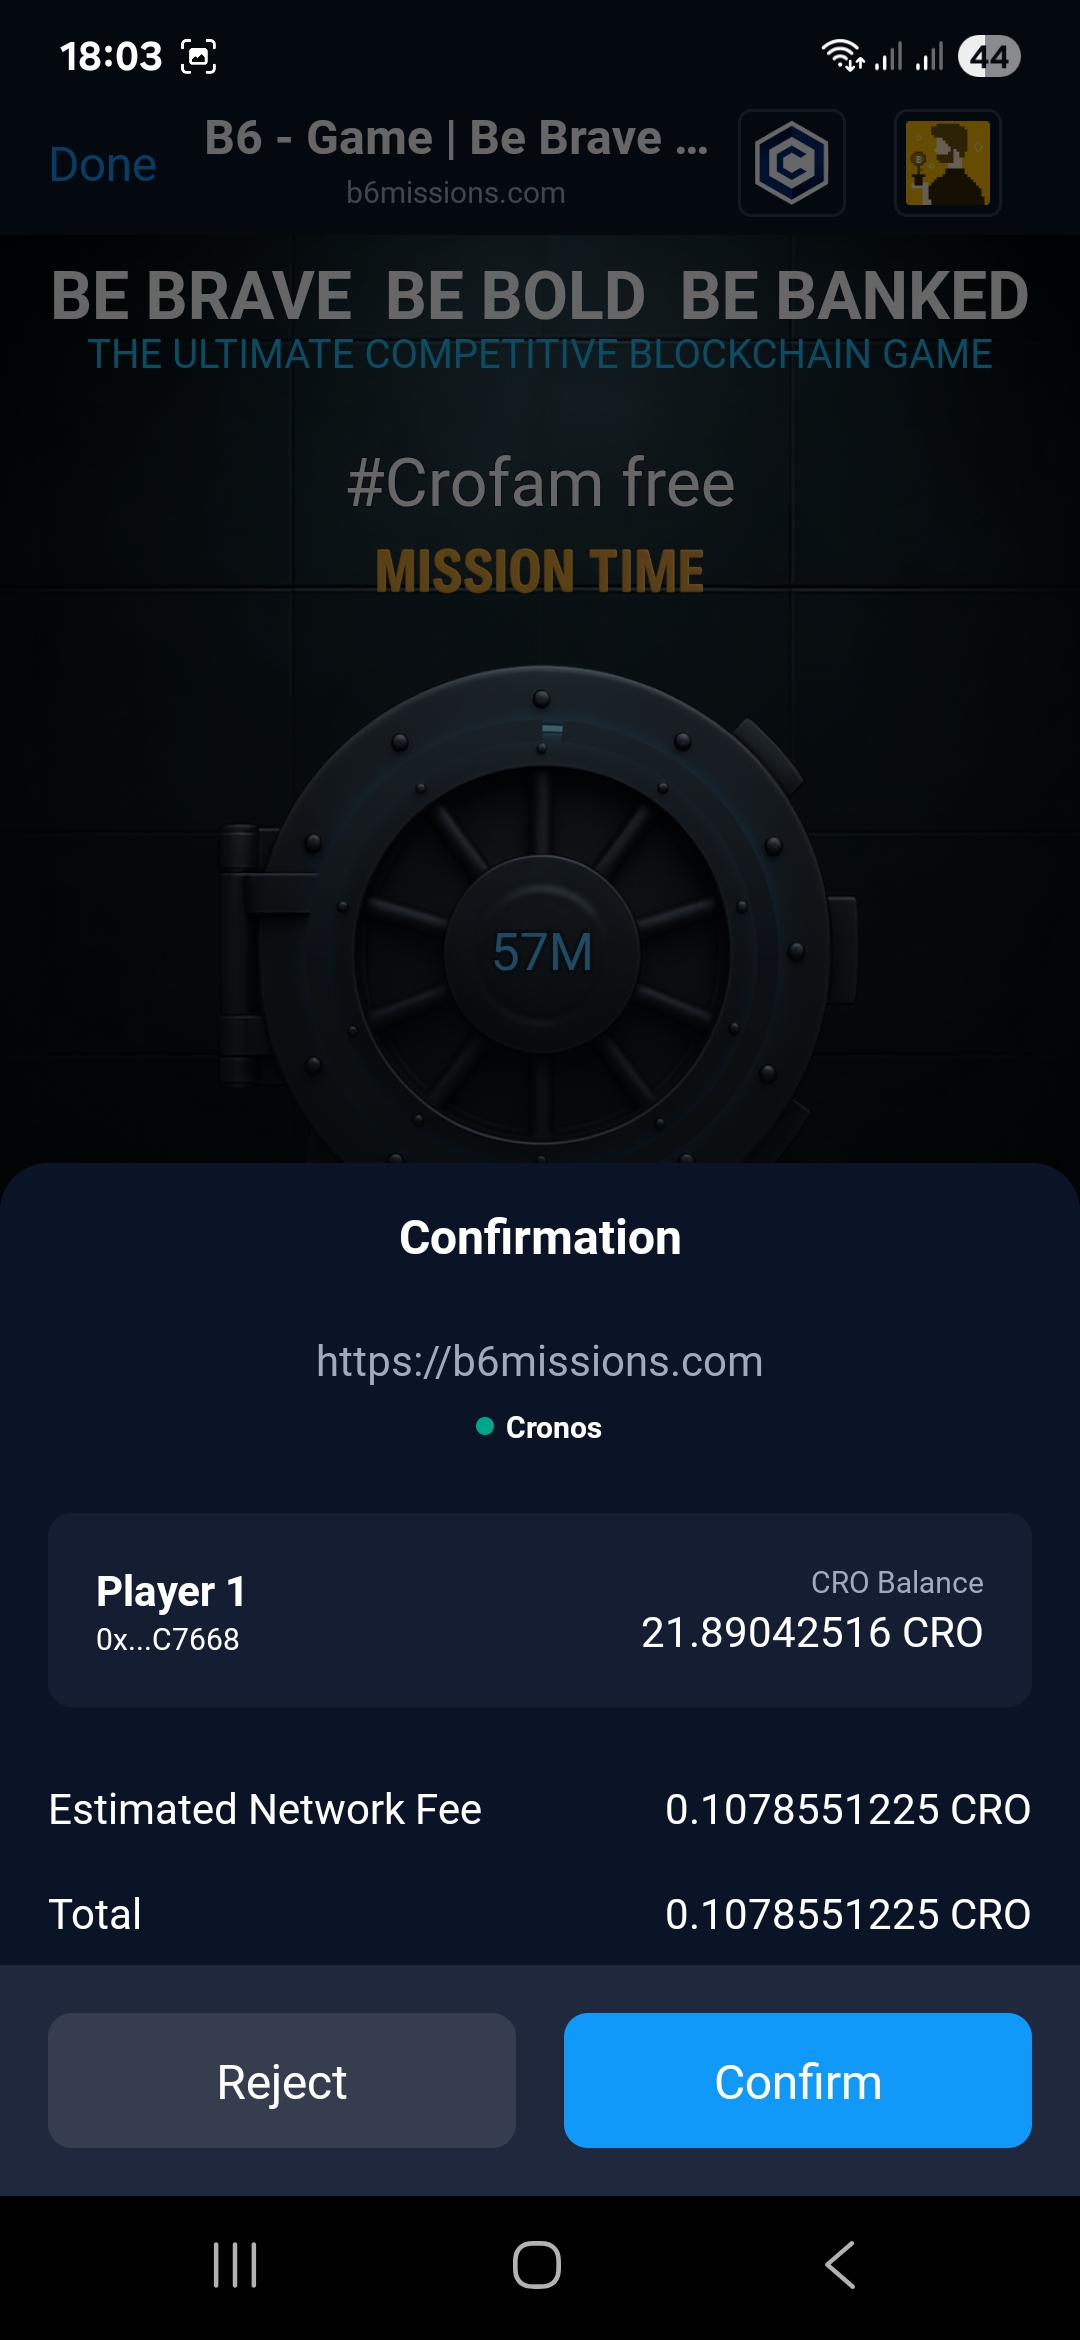 18:03
44
Done
B6 - Game | Be Brave ...
b6missions.com
BE BRAVE BE BOLD BE BANKED
THE ULTIMATE COMPETITIVE BLOCKCHAIN GAME
#Crofam free
MISSION TIME
57M
Confirmation
https://b6missions.com
Cronos
Player 1
CRO Balance
0x...C7668
21.89042516 CRO
Estimated Network Fee
0.1078551225 CRO
Total
0.1078551225 CRO
Reject
Confirm